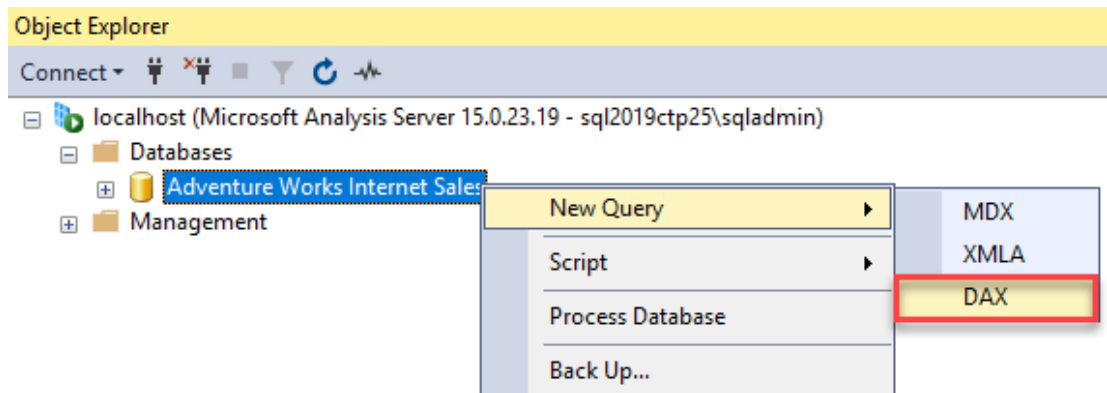 Object Explorer
Connect
localhost (Microsoft Analysis Server 15.0.23.19 - sql2019ctp25\sqladmin)
Databases
Adventure Works Internet Sales
Management
New Query
Script
Process Database
Back Up...
MDX
XMLA
DAX